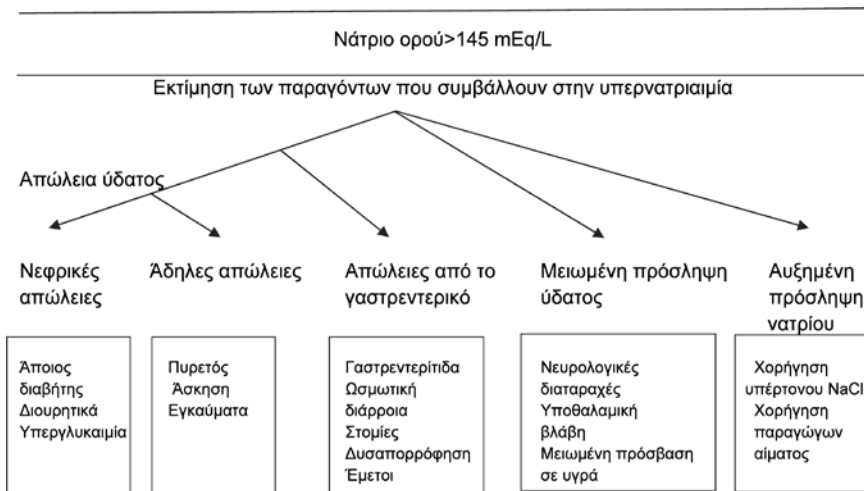 Νάτριο ορού>145 mEq/L
Εκτίμηση των παραγόντων που συμβάλλουν στην υπερνατριαιμία
Απώλεια ύδατος
Νεφρικές
απώλειες
Άδηλες απώλειες
Απώλειες από το
γαστρεντερικό
Μειωμένη πρόσληψη
ύδατος
Αυξημένη
πρόσληψη
νατρίου
Άποιος
διαβήτης
Διουρητικά
Υπεργλυκαιμία
Πυρετός
Άσκηση
Εγκαύματα
Γαστρεντερίτιδα
Ωσμωτική
διάρροια
Στομίες
Δυσαπορρόφηση
Έμετοι
Νευρολογικές
διαταραχές
Υποθαλαμική
βλάβη
Μειωμένη πρόσβαση
σε υγρά
Χορήγηση
υπέρτονου NaCl
Χορήγηση
παραγώγων
αίματος